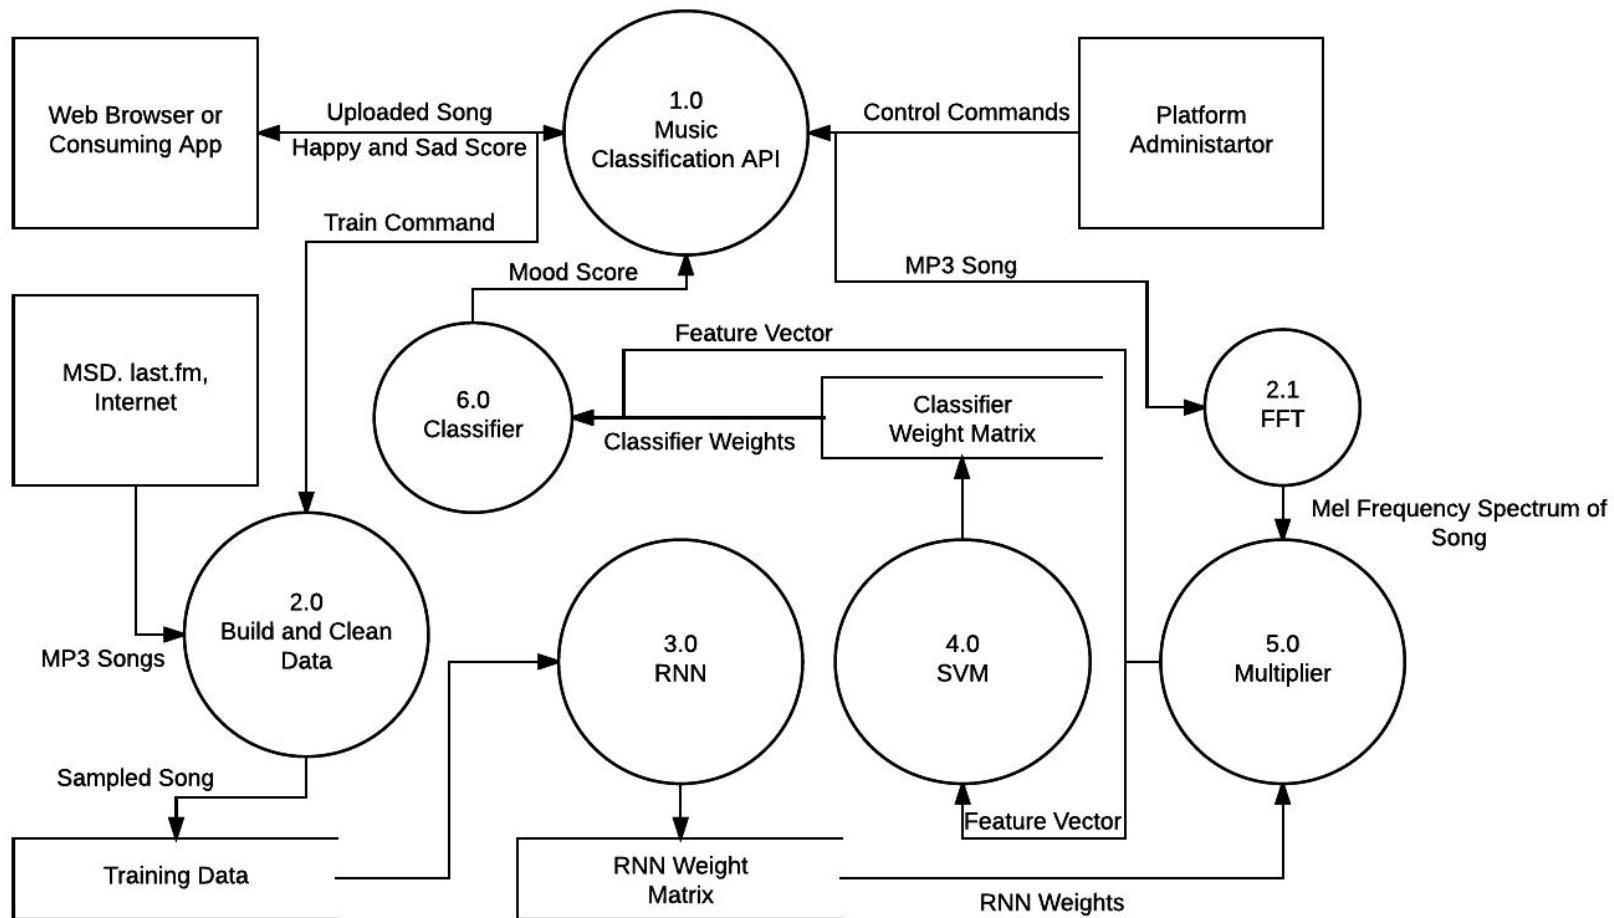 Web Browser or
Consuming App
Uploaded Song
Happy and Sad Score
1.0
Music
Classification API
Control Commands
Platform
Administartor
Train Command
Mood Score
MP3 Song
MSD. last.fm,
Internet
Feature Vector
6.0
Classifier
Classifier
Weight Matrix
Classifier Weights
2.1
FFT
Mel Frequency Spectrum of
Song
2.0
Build and Clean
Data
MP3 Songs
3.0
RNN
4.0
SVM
5.0
Multiplier
Sampled Song
Feature Vector
Training Data
RNN Weight
Matrix
RNN Weights